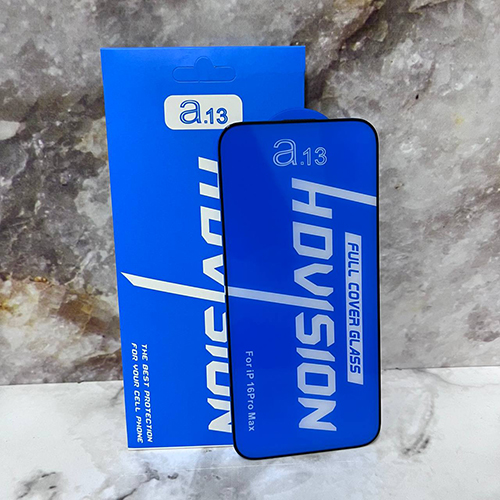 a.13
HDVISION
THE BEST PROTECTION
FOR YOUR CELL PHONE
a.13
HDVISION
FULL COVER GLASS
For iP 16Pro Max